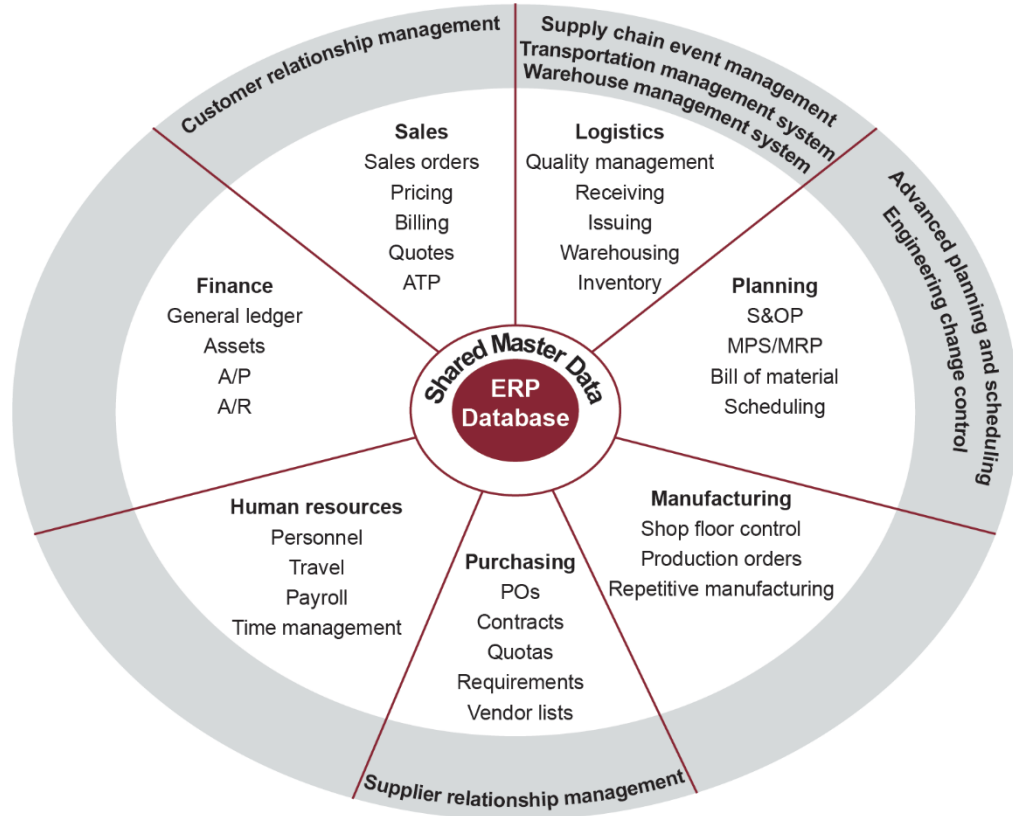 Customer relationship management
Supply chain event management
Transportation management system
Warehouse management system
Advanced planning and scheduling
Engineering change control
Sales
Sales orders
Pricing
Billing
Quotes
ATP
Logistics
Quality management
Receiving
Issuing
Warehousing
Inventory
Finance
General ledger
Assets
A/P
A/R
Planning
S&OP
MPS/MRP
Bill of material
Scheduling
Shared Master Data
ERP
Database
Human resources
Personnel
Travel
Payroll
Time management
Purchasing
POs
Contracts
Quotas
Requirements
Vendor lists
Manufacturing
Shop floor control
Production orders
Repetitive manufacturing
Supplier relationship management